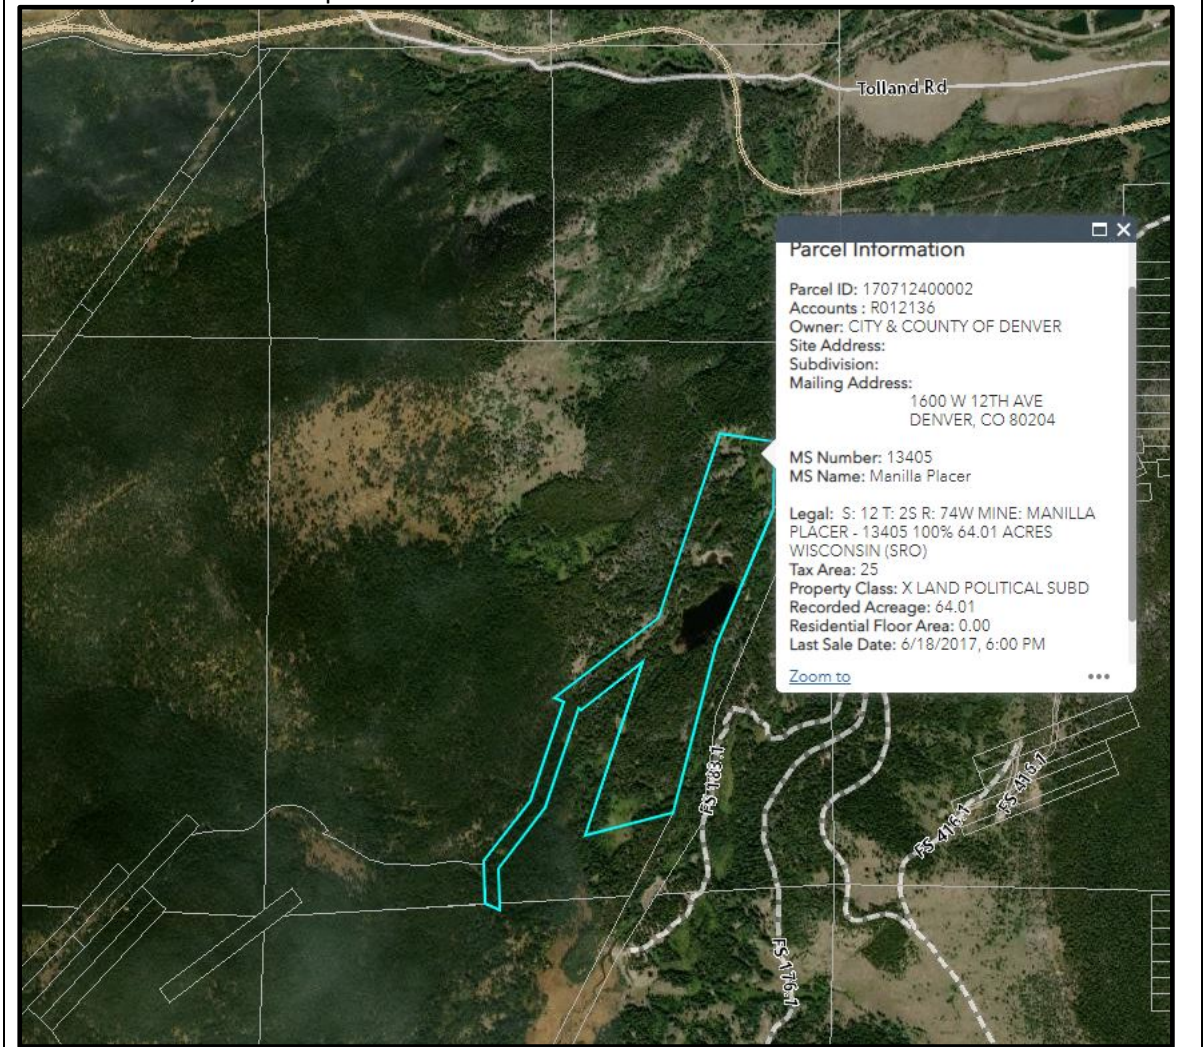 Tolland Rd
Parcel Information
Parcel ID: 170712400002
Accounts : R012136
Owner: CITY & COUNTY OF DENVER
Site Address:
Subdivision:
Mailing Address:
1600 W 12TH AVE
DENVER, CO 80204
MS Number: 13405
MS Name: Manilla Placer
Legal: S: 12 T: 2S R: 74W MINE: MANILLA
PLACER - 13405 100% 64.01 ACRES
WISCONSIN (SRO)
Tax Area: 25
Property Class: X LAND POLITICAL SUBD
Recorded Acreage: 64.01
Residential Floor Area: 0.00
Last Sale Date: 6/18/2017, 6:00 PM
Zoom to
FS 183.1
FS 416.1
FS 415.1
FS 176.1